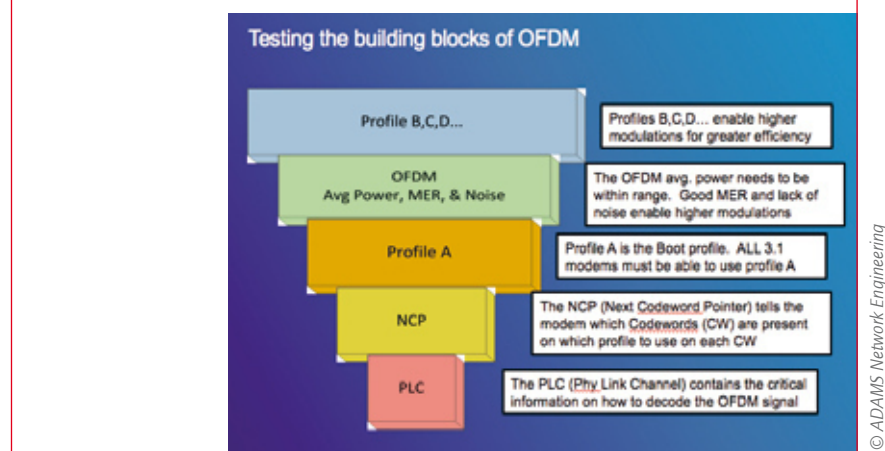 Testing the building blocks of OFDM
Profile B,C,D...
Profiles B,C,D... enable higher
modulations for greater efficiency
OFDM
Avg Power, MER, & Noise
The OFDM avg. power needs to be
within range. Good MER and lack of
noise enable higher modulations
Profile A
Profile A is the Boot profile. ALL 3.1
modems must be able to use profile A
NCP
The NCP (Next Codeword Pointer) tells the
modem which Codewords (CW) are present
on which profile to use on each CW
PLC
The PLC (Phy Link Channel) contains the critical
information on how to decode the OFDM signal
© ADAMS Network Engineering